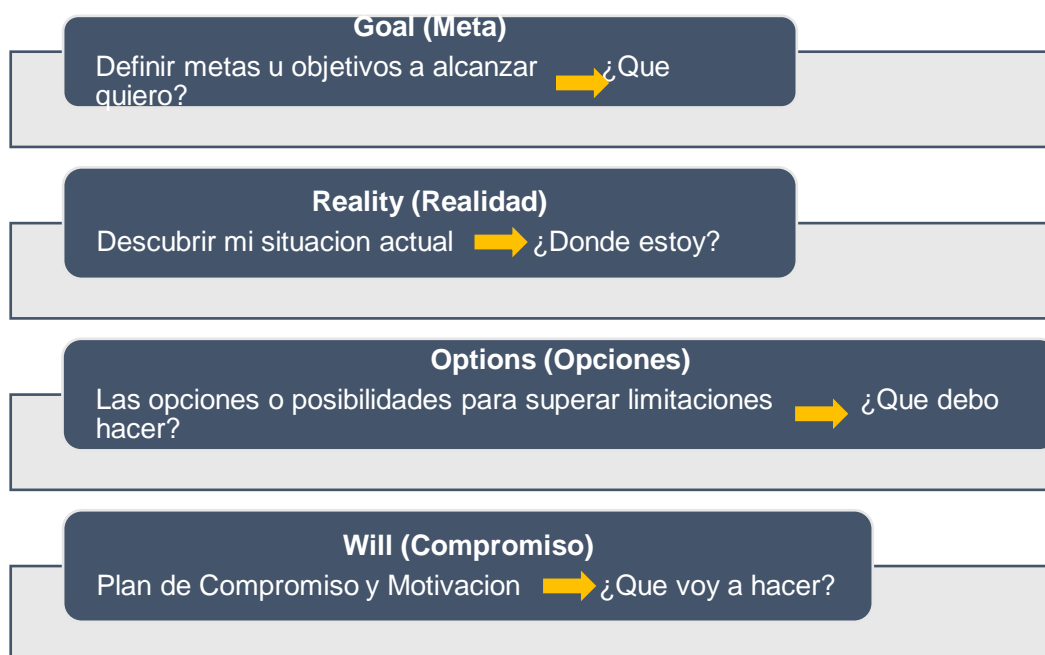 Goal (Meta)
Definir metas u objetivos a alcanzar ¿Que
quiero?
Reality (Realidad)
Descubrir mi situacion actual ¿Donde estoy?
Options (Opciones)
Las opciones o posibilidades para superar limitaciones ¿Que debo
hacer?
Will (Compromiso)
Plan de Compromiso y Motivacion ¿Que voy a hacer?